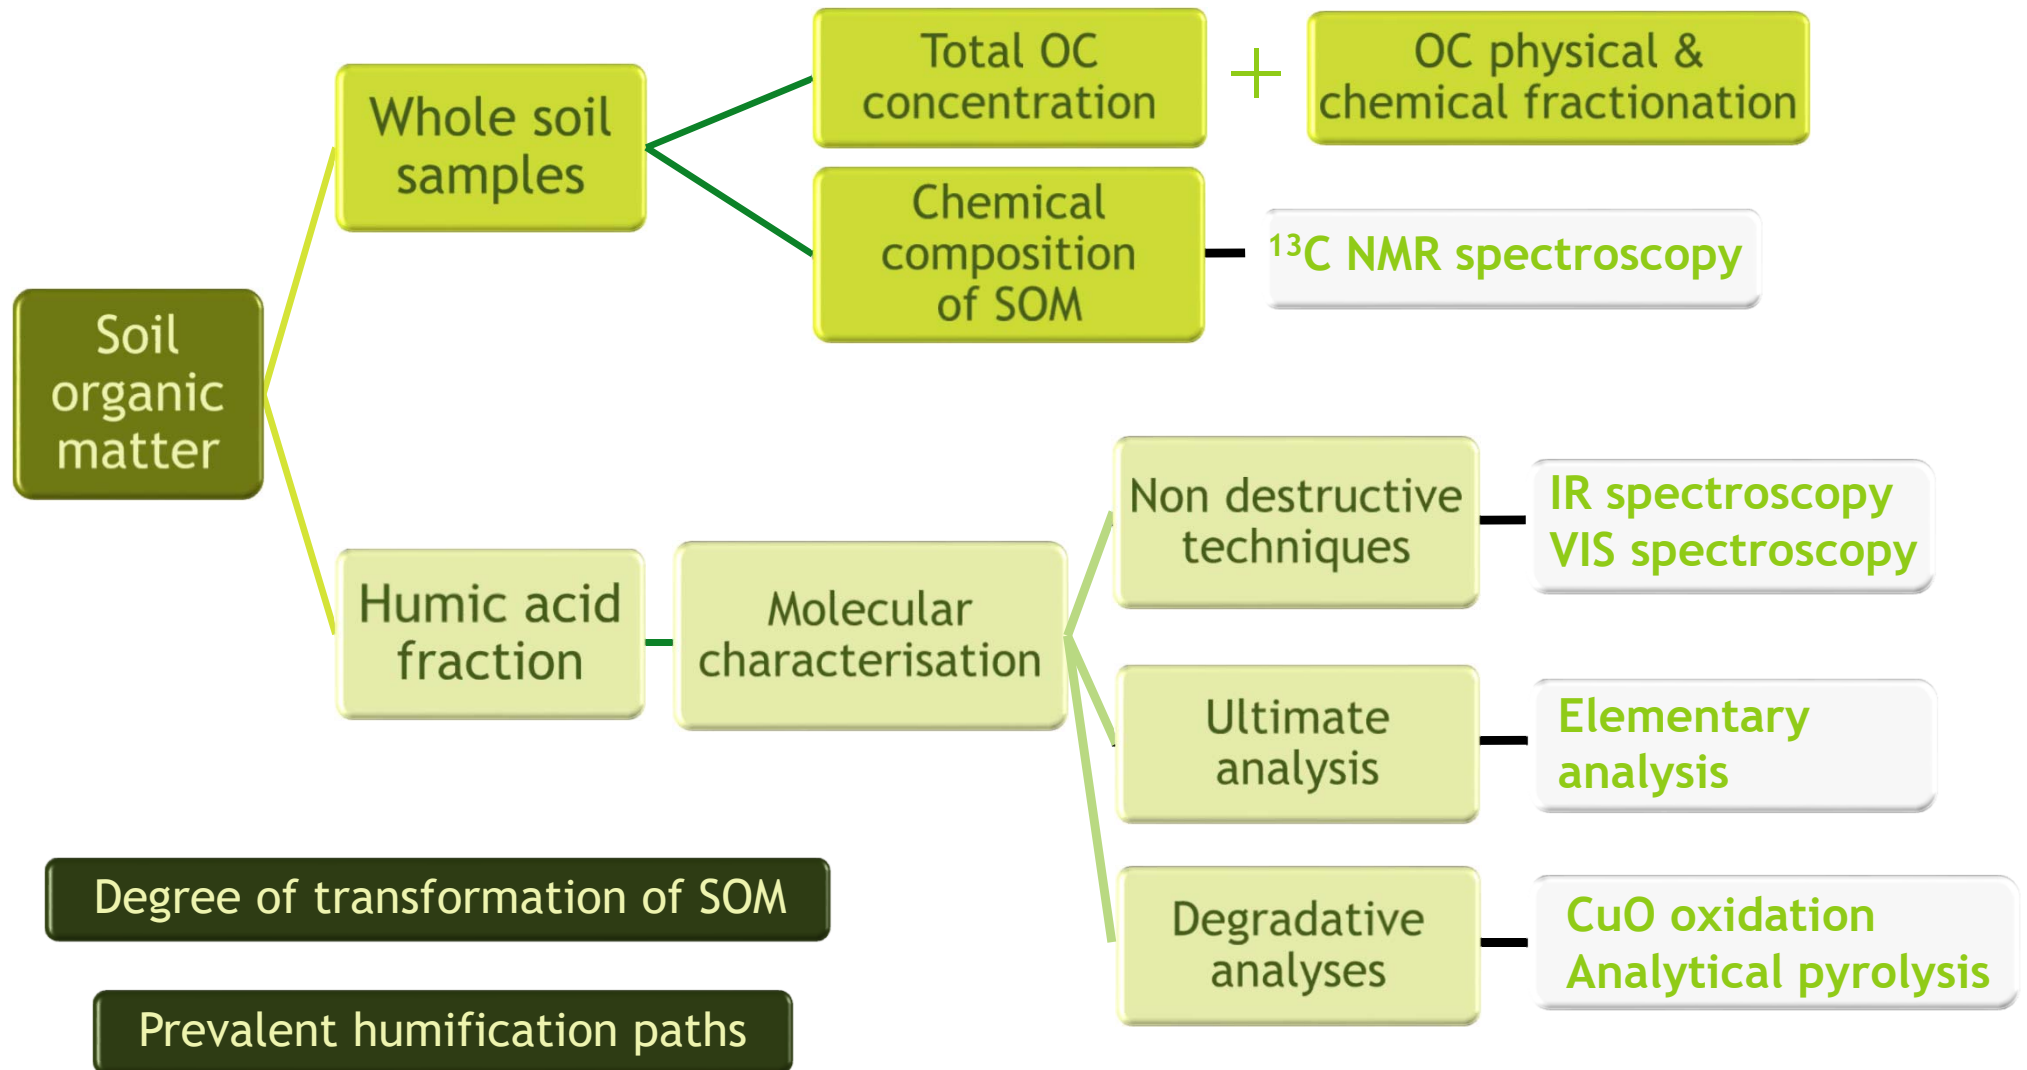 Soil
organic
matter
Whole soil
samples
Total OC
concentration
+
OC physical &
chemical fractionation
Chemical
composition
of SOM
¹³C NMR spectroscopy
Humic acid
fraction
Molecular
characterisation
Non destructive
techniques
IR spectroscopy
VIS spectroscopy
Ultimate
analysis
Elementary
analysis
Degradative
analyses
CuO oxidation
Analytical pyrolysis
Degree of transformation of SOM
Prevalent humification paths